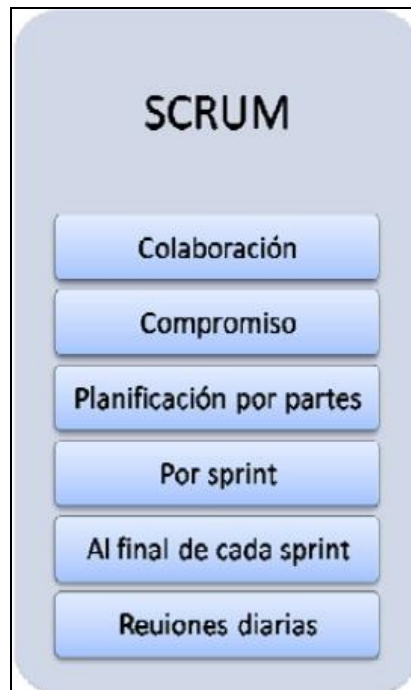 SCRUM
Colaboración
Compromiso
Planificación por partes
Por sprint
Al final de cada sprint
Reuiones diarias